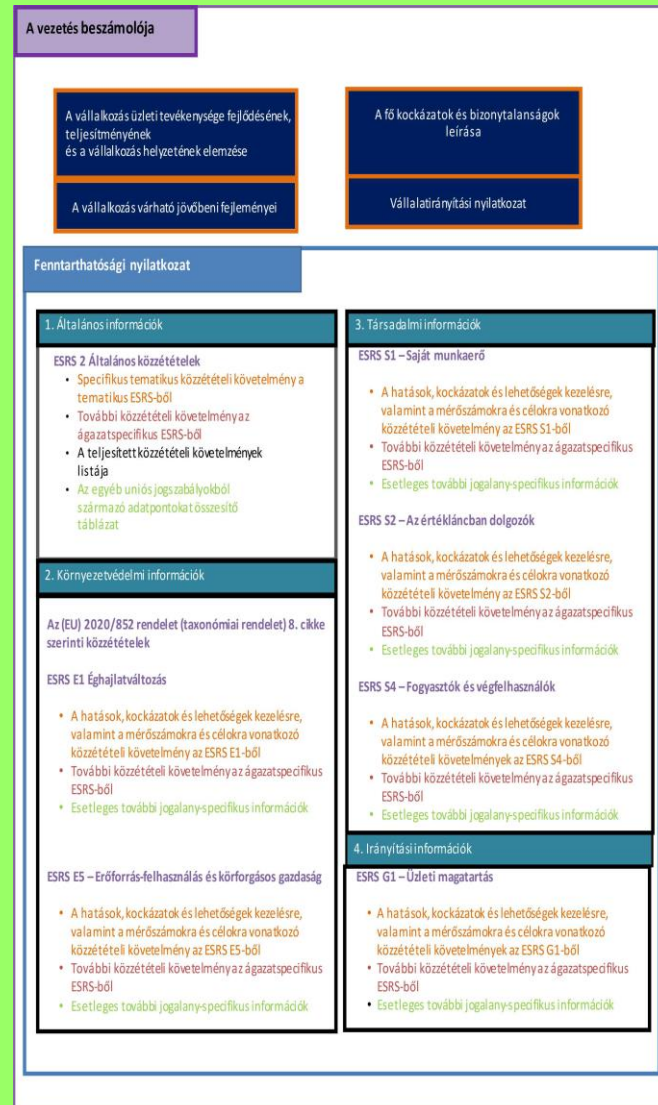 A vezetés beszámolója
A vállalkozás üzleti tevékenysége fejlődésének,
teljesítményének
és a vállalkozás helyzetének elemzése
A vállalkozás várható jövőbeni fejleményei
A fő kockázatok és bizonytalanságok
leírása
Vállalatirányítási nyilatkozat
Fenntarthatósági nyilatkozat
1. Általános információk
ESRS 2 Általános közzétételek
• Specifikus tematikus közzétételi követelmény a
tematikus ESRS-ből
• További közzétételi követelmény az
ágazatspecifikus ESRS-ből
• A teljesített közzétételi követelmények
listája
• Az egyéb uniós jogszabályokból
származó adatpontokat összesítő
táblázat
2. Környezetvédelmi információk
Az (EU) 2020/852 rendelet (taxonómiai rendelet) 8. cikke
szerinti közzétételek
ESRS E1 Éghajlatváltozás
• A hatások, kockázatok és lehetőségek kezelésre,
valamint a mérőszámokra és célokra vonatkozó
közzétételi követelmény az ESRS E1-ből
• További közzétételi követelmény az ágazatspecifikus
ESRS-ből
• Esetleges további jogalany-specifikus információk
ESRS E5 – Erőforrás-felhasználás és körforgásos gazdaság
• A hatások, kockázatok és lehetőségek kezelésre,
valamint a mérőszámokra és célokra vonatkozó
közzétételi követelmény az ESRS E5-ből
• További közzétételi követelmény az ágazatspecifikus
ESRS-ből
• Esetleges további jogalany-specifikus információk
3. Társadalmi információk
ESRS S1 – Saját munkaerő
• A hatások, kockázatok és lehetőségek kezelésre,
valamint a mérőszámokra és célokra vonatkozó
közzétételi követelmény az ESRS S1-ből
• További közzétételi követelmény az ágazatspecifikus
ESRS-ből
• Esetleges további jogalany-specifikus információk
ESRS S2 – Az értékláncban dolgozók
• A hatások, kockázatok és lehetőségek kezelésre,
valamint a mérőszámokra és célokra vonatkozó
közzétételi követelmény az ESRS S2-ből
• További közzétételi követelmény az ágazatspecifikus
ESRS-ből
• Esetleges további jogalany-specifikus információk
ESRS S4 – Fogyasztók és végfelhasználók
• A hatások, kockázatok és lehetőségek kezelésre,
valamint a mérőszámokra és célokra vonatkozó
közzétételi követelmények az ESRS S4-ből
• További közzétételi követelmény az ágazatspecifikus
ESRS-ből
• Esetleges további jogalany-specifikus információk
4. Irányítási információk
ESRS G1 – Üzleti magatartás
• A hatások, kockázatok és lehetőségek kezelésre,
valamint a mérőszámokra és célokra vonatkozó
közzétételi követelmények az ESRS G1-ből
• További közzétételi követelmény az ágazatspecifikus
ESRS-ből
• Esetleges további jogalany-specifikus információk